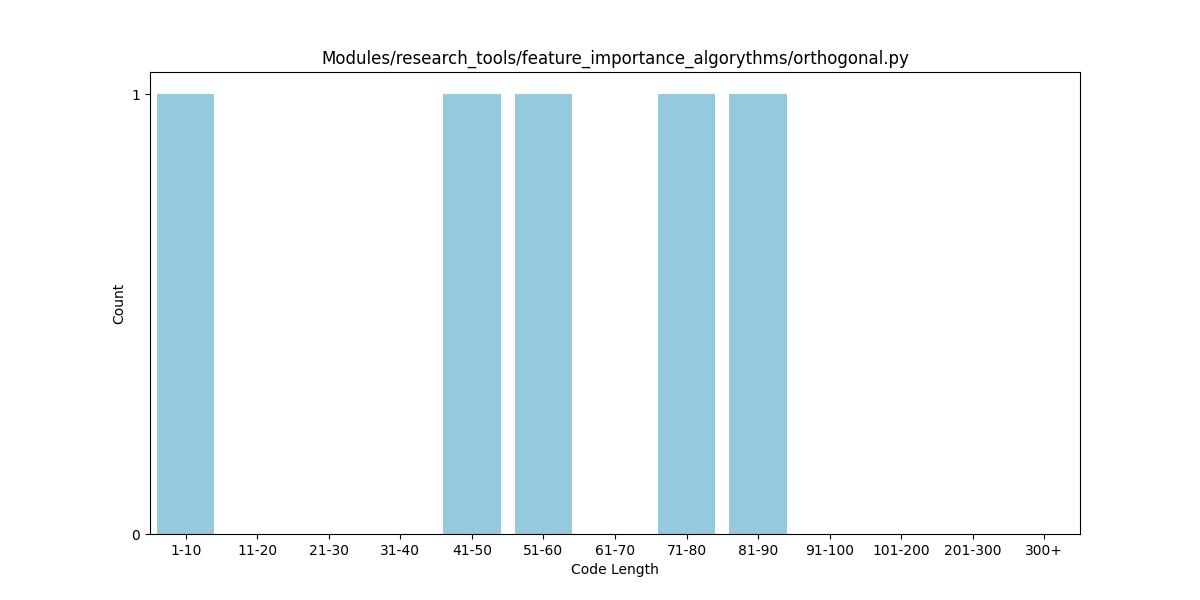 Modules/research_tools/feature_importance_algorythms/orthogonal.py
1
Count
0
1-10 11-20 21-30 31-40 41-50 51-60 61-70 71-80 81-90 91-100 101-200 201-300 300+
Code Length